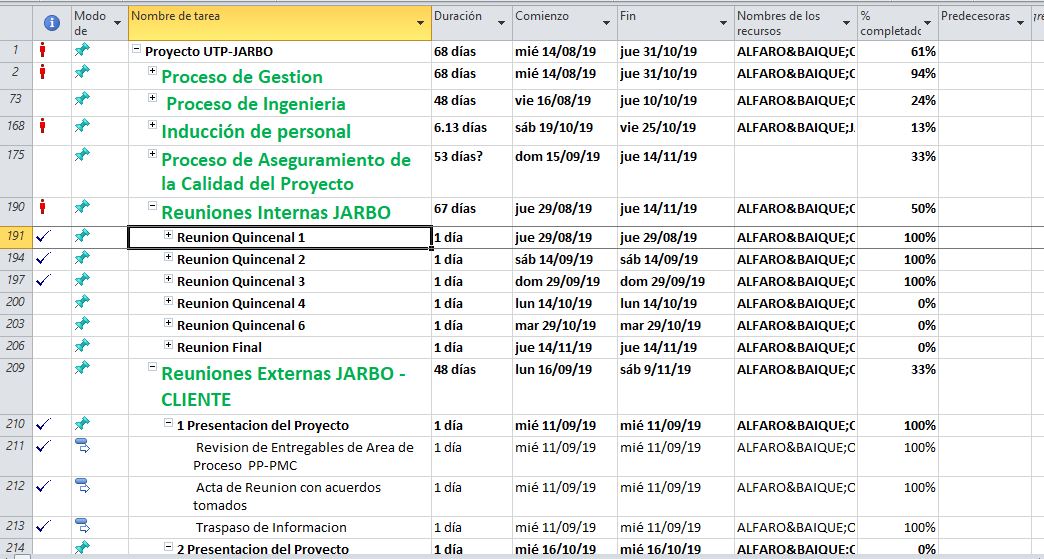 Modo de Nombre de tarea Duración Comienzo Fin Nombres de los recursos % completado Predecesoras
1 Proyecto UTP-JARBO 68 días mié 14/08/19 jue 31/10/19 ALFARO&BAIQUE;C 61%
2 Proceso de Gestion 68 días mié 14/08/19 jue 31/10/19 ALFARO&BAIQUE;C 94%
73 Proceso de Ingenieria 48 días vie 16/08/19 jue 10/10/19 ALFARO&BAIQUE;C 24%
168 Inducción de personal 6.13 días sáb 19/10/19 vie 25/10/19 ALFARO&BAIQUE;J 13%
175 Proceso de Aseguramiento de la Calidad del Proyecto 53 días? dom 15/09/19 jue 14/11/19 33%
190 Reuniones Internas JARBO 67 días jue 29/08/19 jue 14/11/19 ALFARO&BAIQUE;C 50%
191 Reunion Quincenal 1 1 día jue 29/08/19 jue 29/08/19 ALFARO&BAIQUE;C 100%
194 Reunion Quincenal 2 1 día sáb 14/09/19 sáb 14/09/19 ALFARO&BAIQUE;C 100%
197 Reunion Quincenal 3 1 día dom 29/09/19 dom 29/09/19 ALFARO&BAIQUE;C 100%
200 Reunion Quincenal 4 1 día lun 14/10/19 lun 14/10/19 ALFARO&BAIQUE;C 0%
203 Reunion Quincenal 6 1 día mar 29/10/19 mar 29/10/19 ALFARO&BAIQUE;C 0%
206 Reunion Final 1 día jue 14/11/19 jue 14/11/19 ALFARO&BAIQUE;C 0%
209 Reuniones Externas JARBO - CLIENTE 48 días lun 16/09/19 sáb 9/11/19 ALFARO&BAIQUE;C 33%
210 1 Presentacion del Proyecto 1 día mié 11/09/19 mié 11/09/19 ALFARO&BAIQUE;C 100%
211 Revision de Entregables de Area de Proceso PP-PMC 1 día mié 11/09/19 mié 11/09/19 ALFARO&BAIQUE;O 100%
212 Acta de Reunion con acuerdos tomados 1 día mié 11/09/19 mié 11/09/19 ALFARO&BAIQUE;O 100%
213 Traspaso de Informacion 1 día mié 11/09/19 mié 11/09/19 ALFARO&BAIQUE;O 100%
214 2 Presentacion del Proyecto 1 día mié 16/10/19 mié 16/10/19 ALFARO&BAIQUE;C 0%